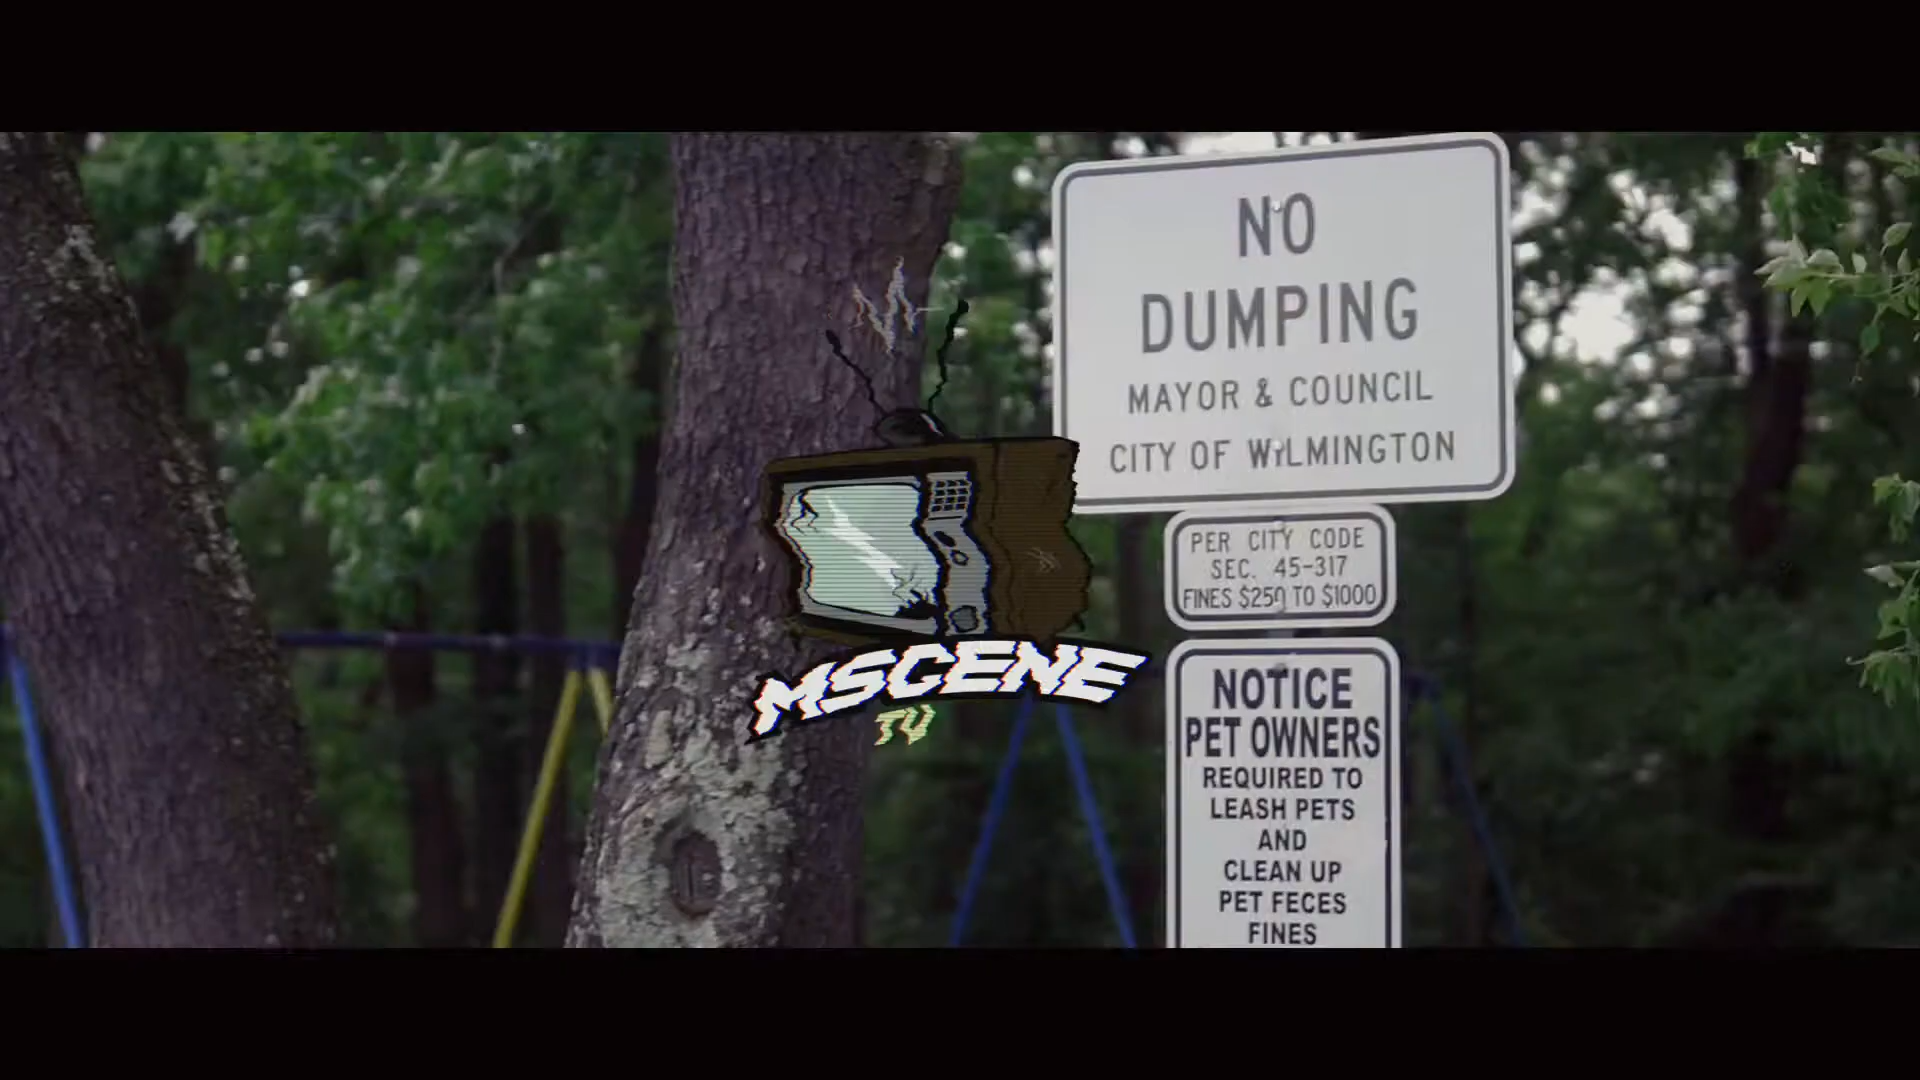 NO
DUMPING
MAYOR & COUNCIL
CITY OF WILMINGTON
PER CITY CODE
SEC. 45-317
FINES $250 TO $1000
NOTICE
PET OWNERS
REQUIRED TO
LEASH PETS
AND
CLEAN UP
PET FECES
FINES
MSCENE
TV